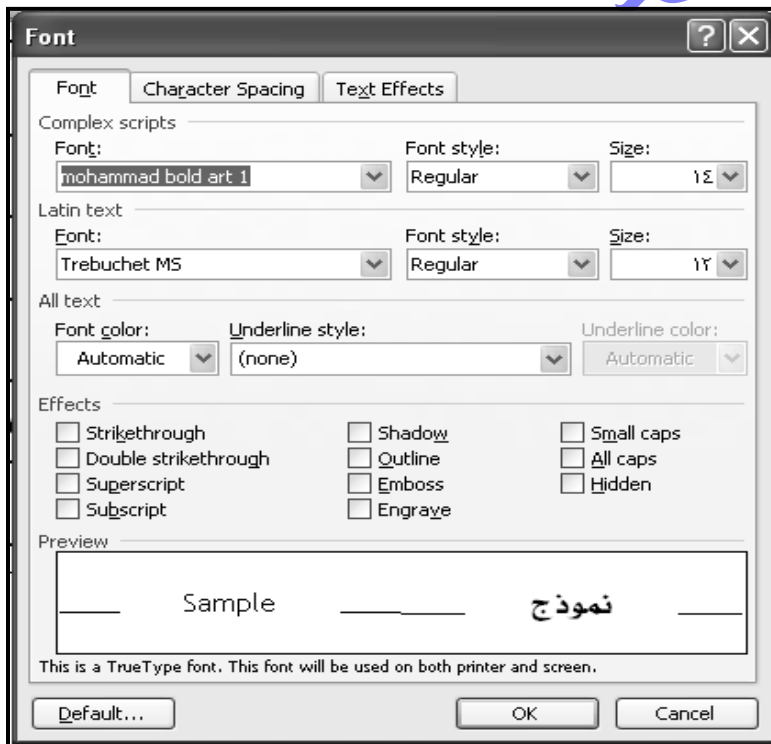 Font
Font Character Spacing Text Effects
Complex scripts
Font: Font style: Size:
mohammad bold art 1 Regular ١٤
Latin text
Font: Font style: Size:
Trebuchet MS Regular ١٢
All text
Font color: Underline style: Underline color:
Automatic (none) Automatic
Effects
Strikethrough Shadow Small caps
Double strikethrough Outline All caps
Superscript Emboss Hidden
Subscript Engrave
Preview
Sample نموذج
This is a TrueType font. This font will be used on both printer and screen.
Default... OK Cancel